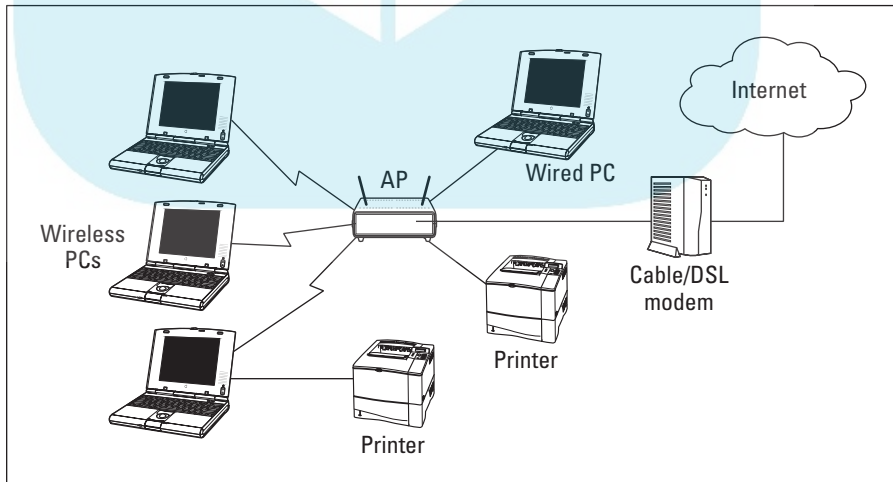 Internet
AP
Wired PC
Wireless
PCs
Cable/DSL
modem
Printer
Printer